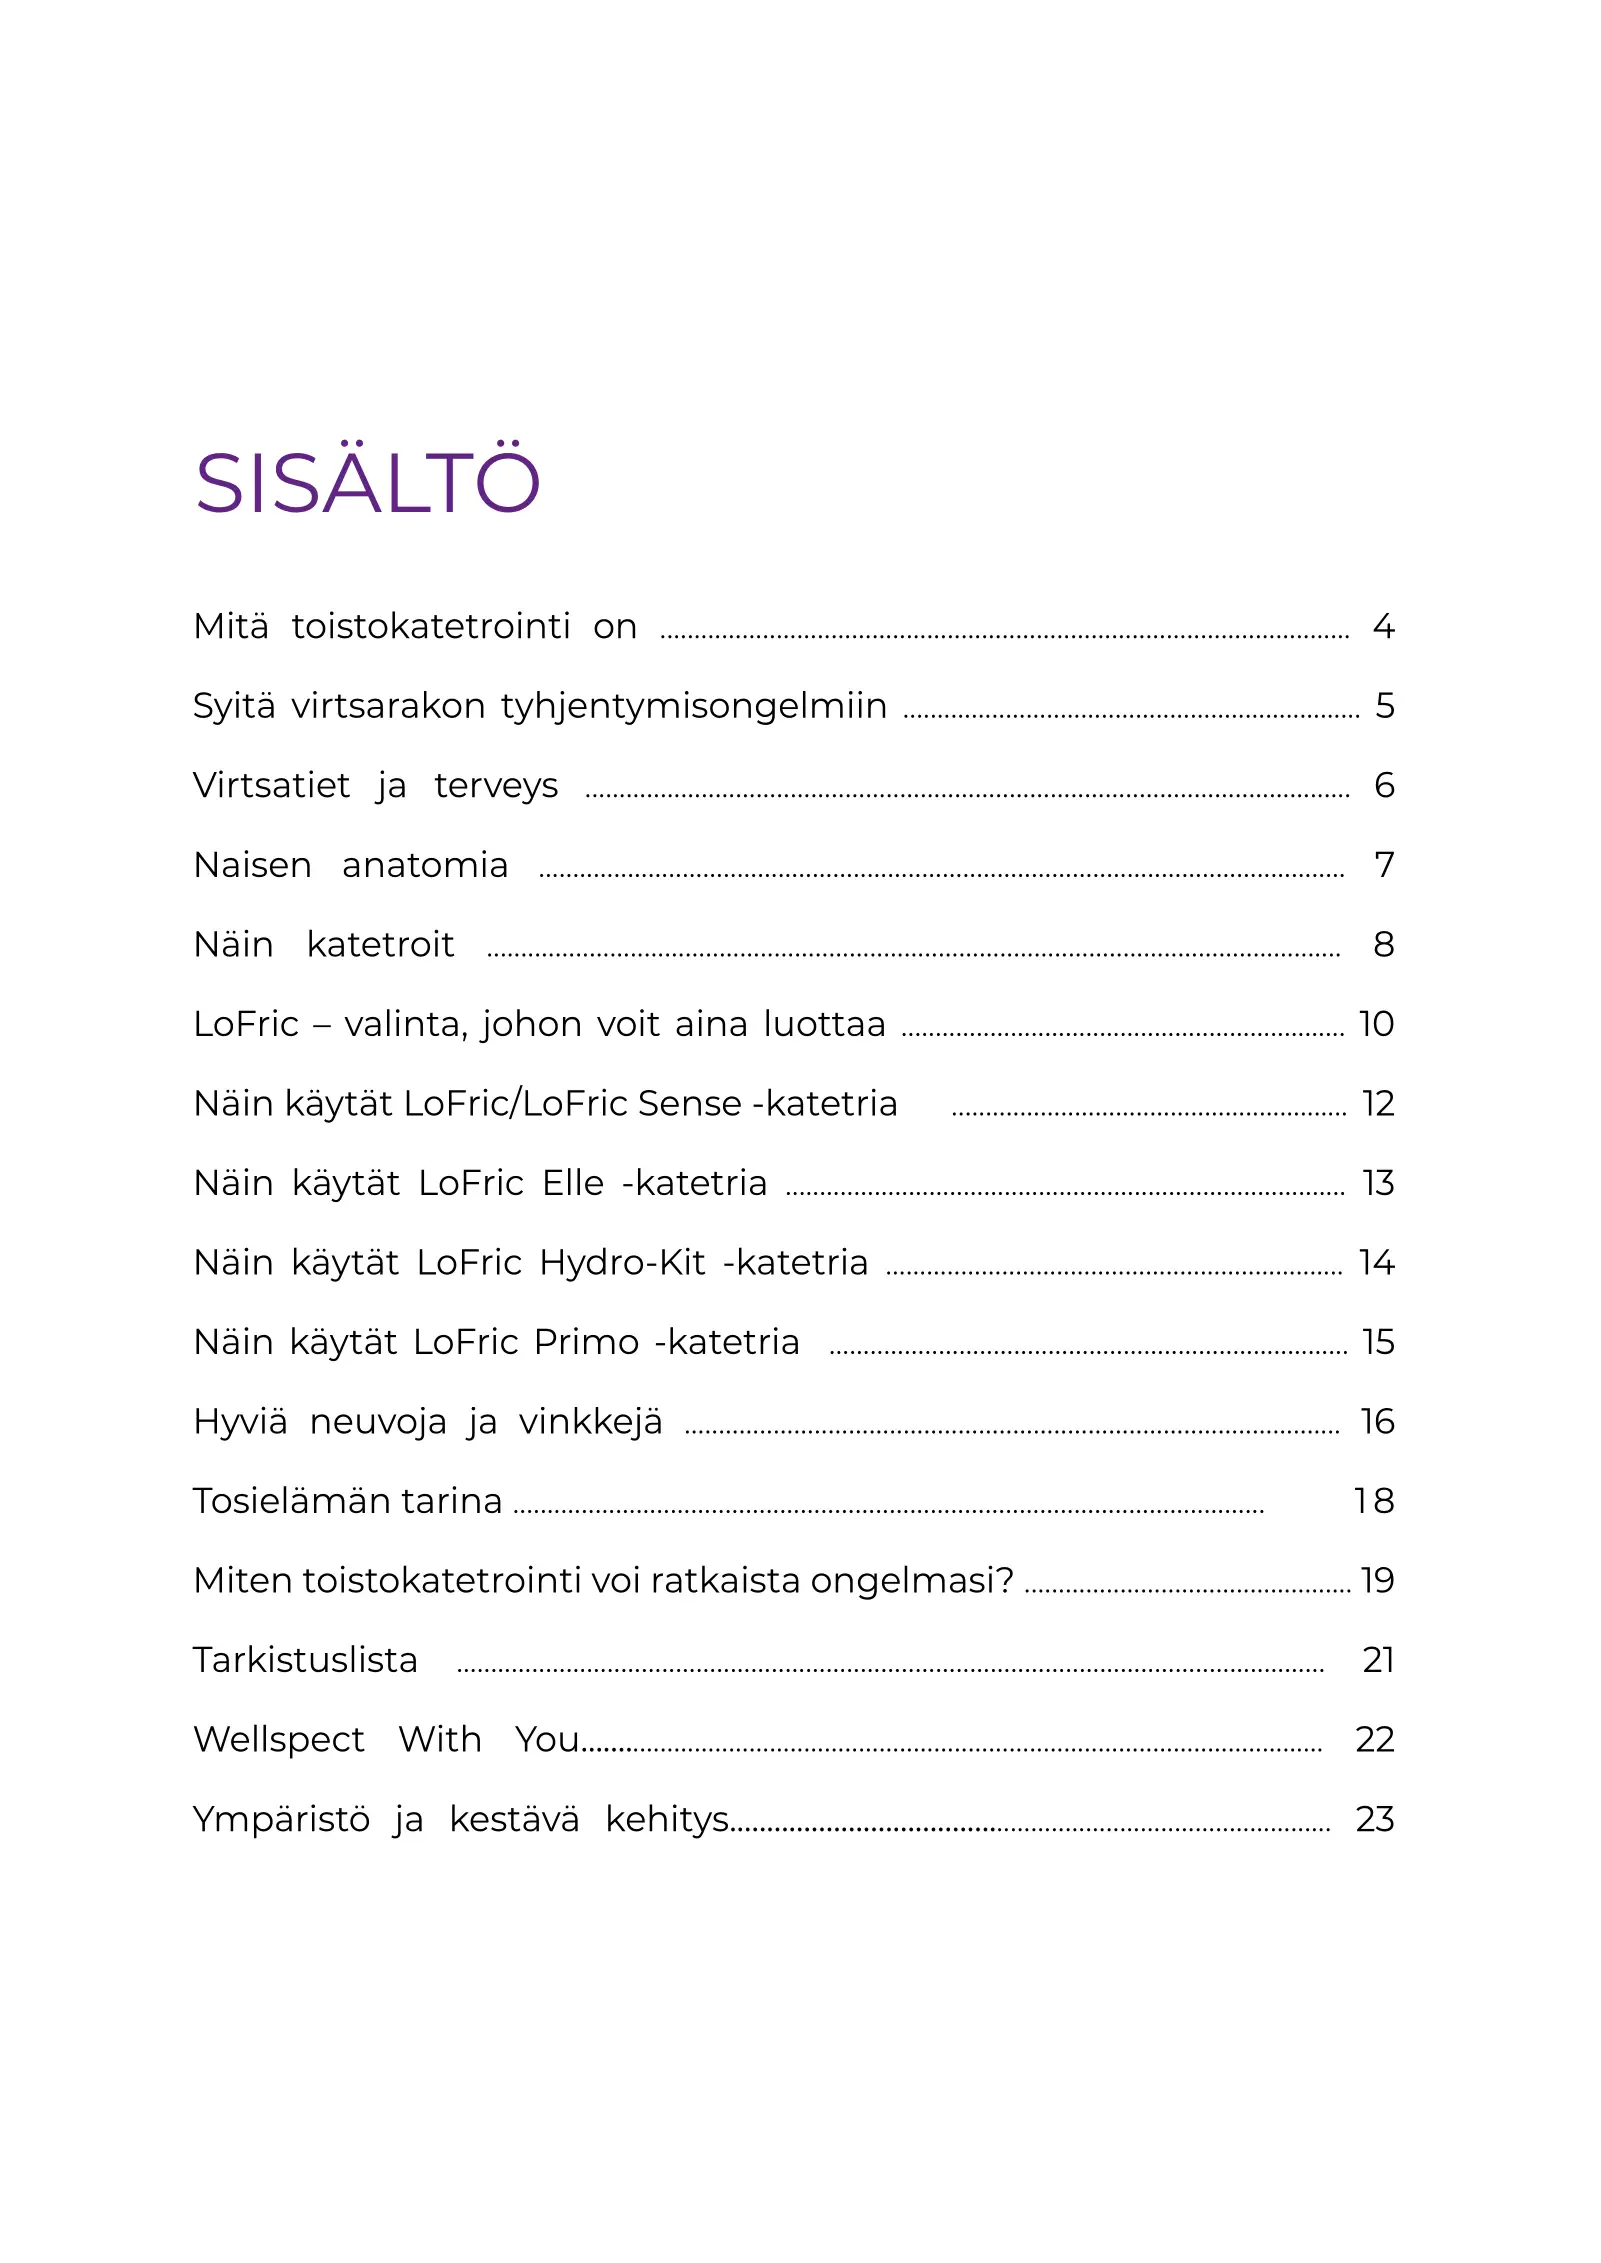 SISÄLTÖ
Mitä toistokatetrointi on ........................................ 4
Syitä virtsarakon tyhjentymisongelmiin ........................................ 5
Virtsatiet ja terveys ........................................ 6
Naisen anatomia ........................................ 7
Näin katetroit ........................................ 8
LoFric – valinta, johon voit aina luottaa ........................................ 10
Näin käytät LoFric/LoFric Sense -katetria ........................................ 12
Näin käytät LoFric Elle -katetria ........................................ 13
Näin käytät LoFric Hydro-Kit -katetria ........................................ 14
Näin käytät LoFric Primo -katetria ........................................ 15
Hyviä neuvoja ja vinkkejä ........................................ 16
Tosielämän tarina ........................................ 18
Miten toistokatetrointi voi ratkaista ongelmasi? ........................................ 19
Tarkistuslista ........................................ 21
Wellspect With You........................................ 22
Ympäristö ja kestävä kehitys........................................ 23